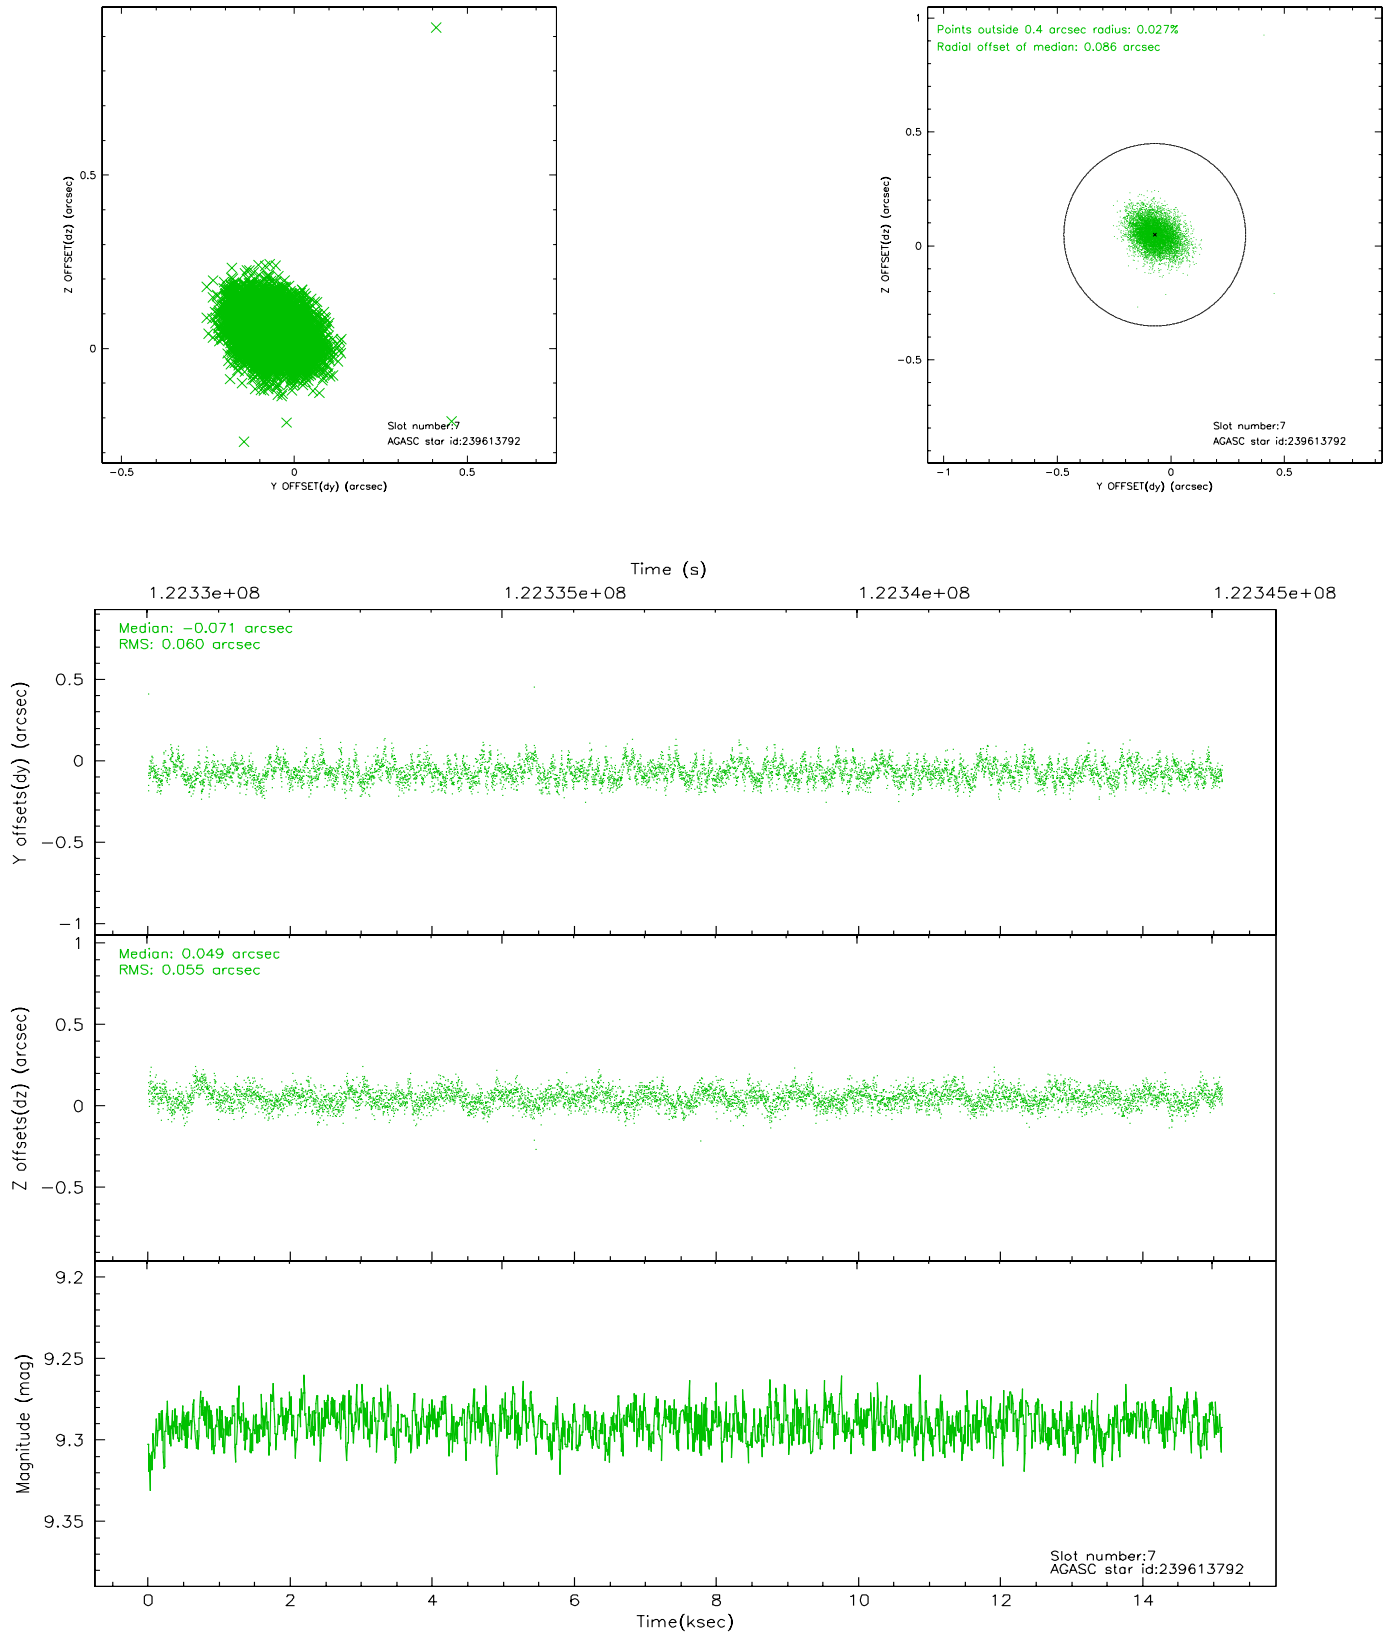 0.5
0
Z OFFSET(dz) (arcsec)
Slot number:7
AGASC star id:239613792
−0.5 0 0.5
Y OFFSET(dy) (arcsec)
Points outside 0.4 arcsec radius: 0.027%
Radial offset of median: 0.086 arcsec
1
0.5
0
−0.5
Z OFFSET(dz) (arcsec)
Slot number:7
AGASC star id:239613792
−1 −0.5 0 0.5
Y OFFSET(dy) (arcsec)
Time (s)
1.2233e+08 1.22335e+08 1.2234e+08 1.22345e+08
Median: −0.071 arcsec
RMS: 0.060 arcsec
0.5
0
−0.5
−1
Y offsets(dy) (arcsec)
Median: 0.049 arcsec
RMS: 0.055 arcsec
1
0.5
0
−0.5
Z offsets(dz) (arcsec)
9.2
9.25
9.3
9.35
Magnitude (mag)
Slot number:7
AGASC star id:239613792
0 2 4 6 8 10 12 14
Time(ksec)